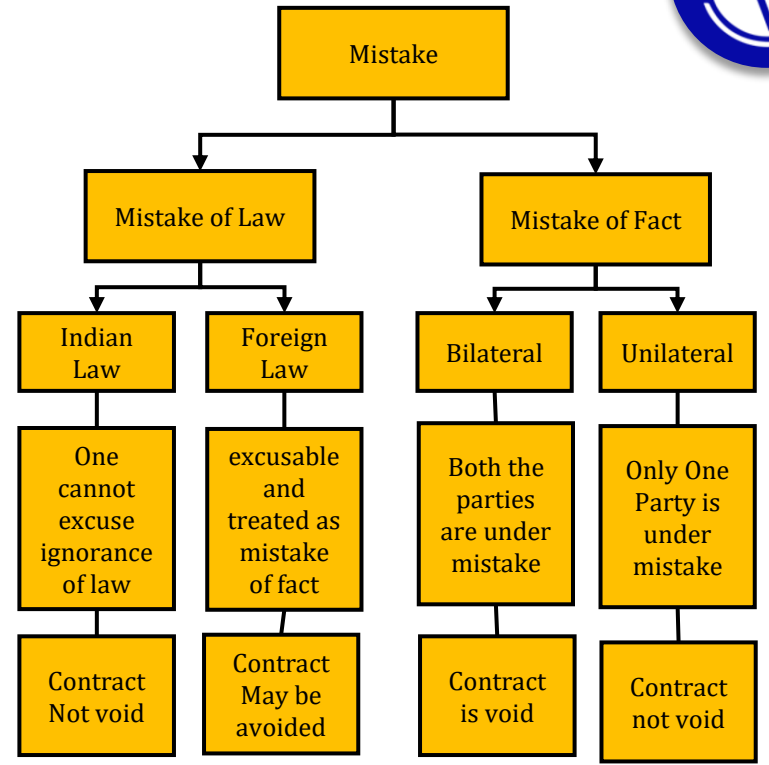 Mistake
Mistake of Law
Mistake of Fact
Indian
Law
Foreign
Law
Bilateral
Unilateral
One
cannot
excuse
ignorance
of law
excusable
and
treated as
mistake
of fact
Both the
parties
are under
mistake
Only One
Party is
under
mistake
Contract
Not void
Contract
May be
avoided
Contract
is void
Contract
not void